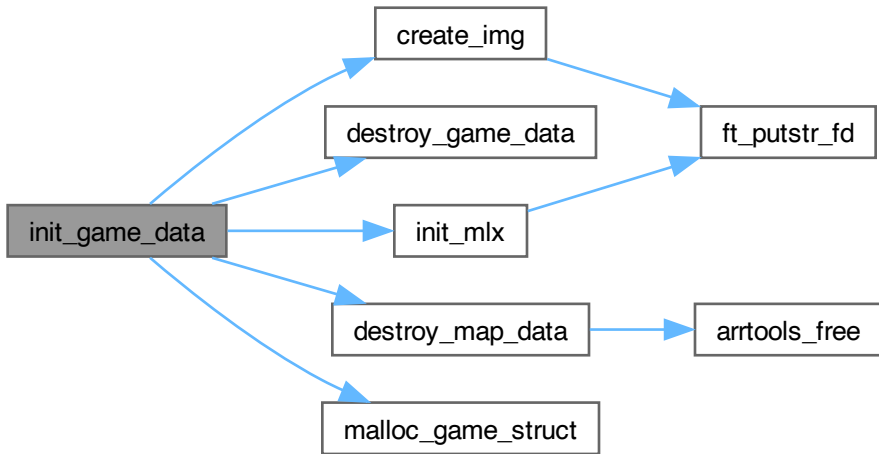 create_img
destroy_game_data
ft_putstr_fd
init_game_data
init_mlx
destroy_map_data
arrtools_free
malloc_game_struct